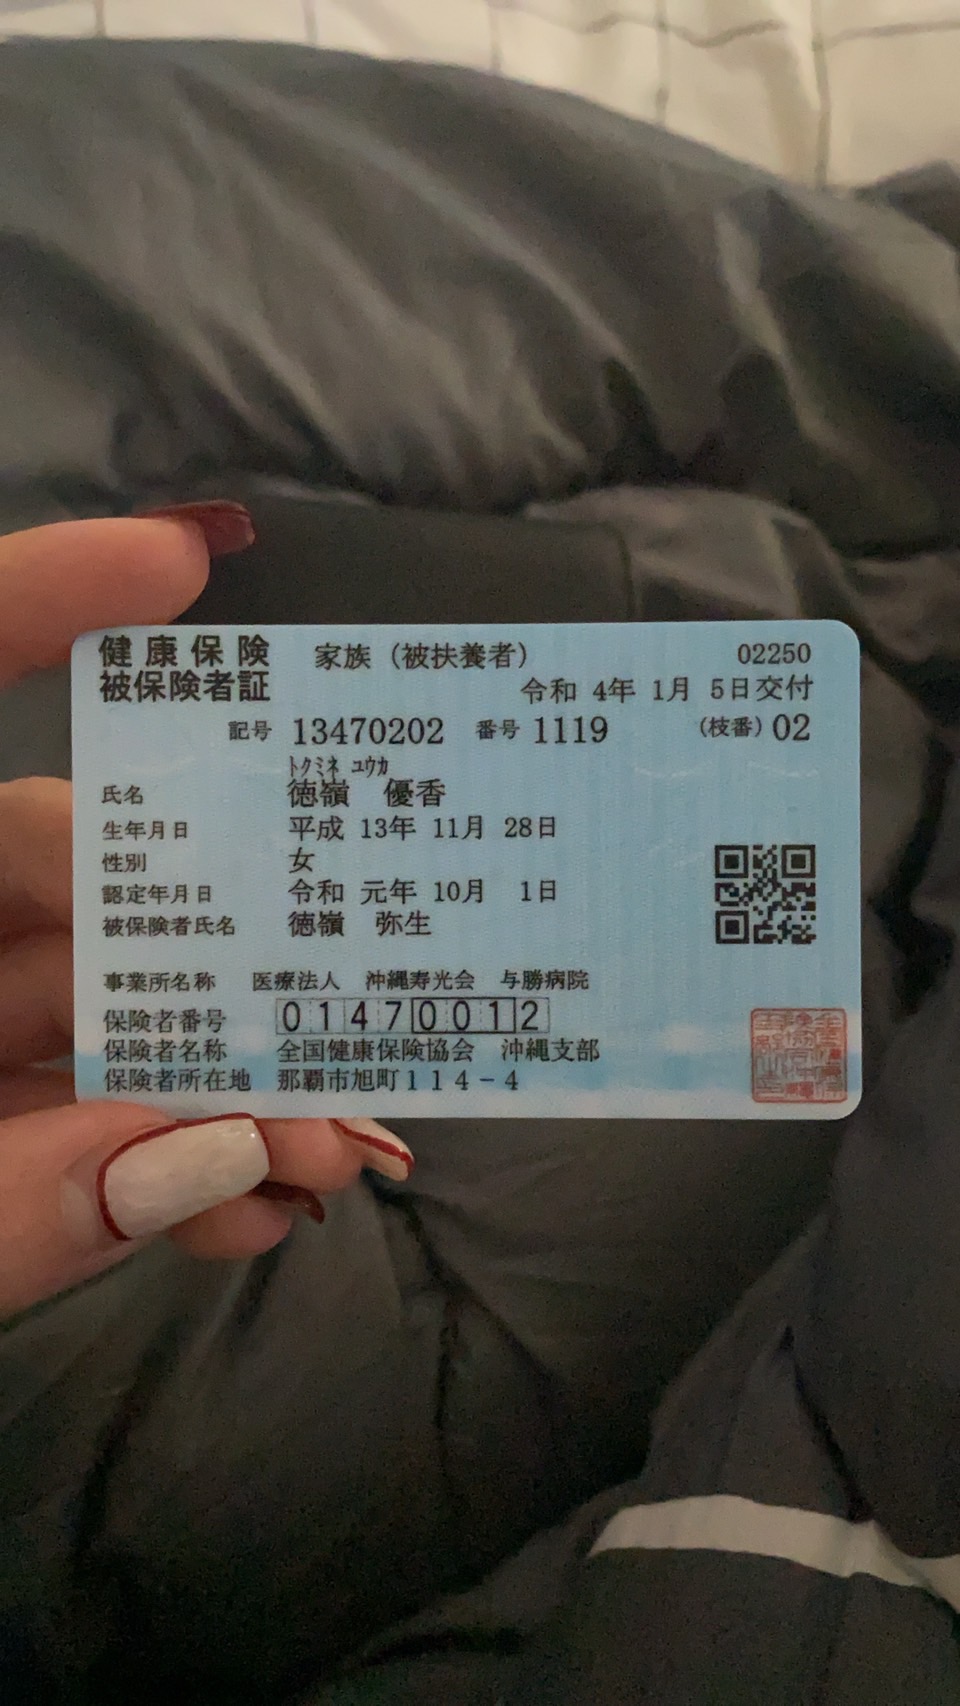 健康保険 家族（被扶養者） 02250
被保険者証 令和 4年 1月 5日交付
記号 13470202 番号 1119 （枝番） 02
ﾄｸﾐﾈ ﾕｳｶ
氏名 徳嶺 優香
生年月日 平成 13年 11月 28日
性別 女
認定年月日 令和 元年 10月 1日
被保険者氏名 徳嶺 弥生
事業所名称 医療法人 沖縄寿光会 与勝病院
保険者番号 01470012
保険者名称 全国健康保険協会 沖縄支部
保険者所在地 那覇市旭町１１４－４